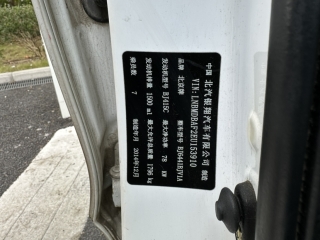 中国 北汽银翔汽车有限公司 制造
VIN: LNBMDBAP2EU153910
品牌 北京牌 整车型号 BJ6441BJV1A
发动机型号 BJ415C 最大净功率 78 KW
发动机排量 1500 ml 最大允许总质量 1796 kg
乘员数 7 制造年月 2014年12月